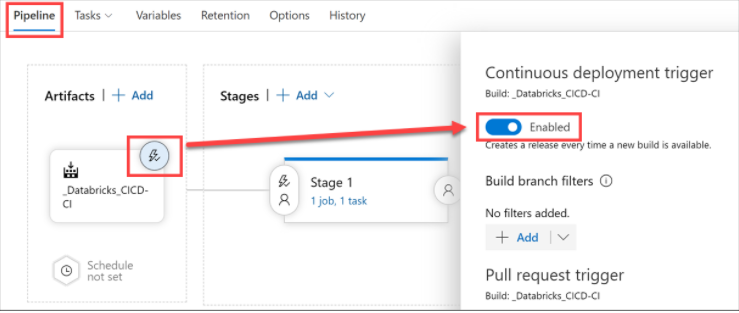 Pipeline Tasks Variables Retention Options History
Artifacts | + Add
Stages | + Add
_Databricks_CICD-
CI
Schedule
not set
Stage 1
1 job, 1 task
Continuous deployment trigger
Build: _Databricks_CICD-CI
Enabled
Creates a release every time a new build is available.
Build branch filters
No filters added.
+ Add
Pull request trigger
Build: _Databricks_CICD-CI